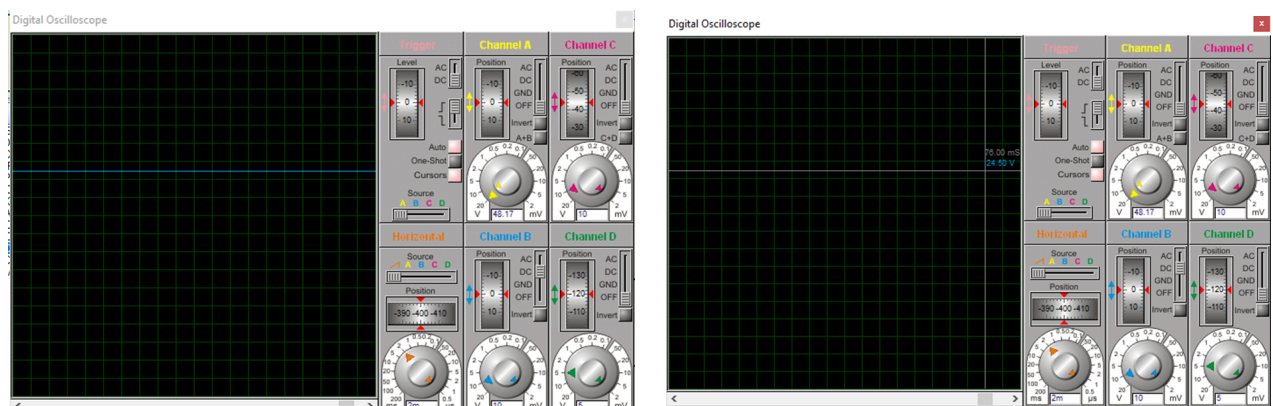 Digital Oscilloscope
Trigger
Level
AC
DC
-10
0
10
Auto
One-Shot
Cursors
Source
A B C D
Channel A
Position
AC
DC
GND
OFF
Invert
A+B
-10
0
10
V 48.17 mV
Channel C
Position
AC
DC
GND
OFF
Invert
C+D
-60
-50
-40
-30
V 10 mV
Horizontal
Source
A B C D
Position
-390 -400 -410
ms 2m µs
Channel B
Position
AC
DC
GND
OFF
Invert
-10
0
10
V 10 mV
Channel D
Position
AC
DC
GND
OFF
Invert
-130
-120
-110
V 5 mV
Digital Oscilloscope
76.00 mS
24.50 V
Trigger
Level
AC
DC
-10
0
10
Auto
One-Shot
Cursors
Source
A B C D
Channel A
Position
AC
DC
GND
OFF
Invert
A+B
-10
0
10
V 48.17 mV
Channel C
Position
AC
DC
GND
OFF
Invert
C+D
-60
-50
-40
-30
V 10 mV
Horizontal
Source
A B C D
Position
-390 -400 -410
ms 2m µs
Channel B
Position
AC
DC
GND
OFF
Invert
-10
0
10
V 10 mV
Channel D
Position
AC
DC
GND
OFF
Invert
-130
-120
-110
V 5 mV